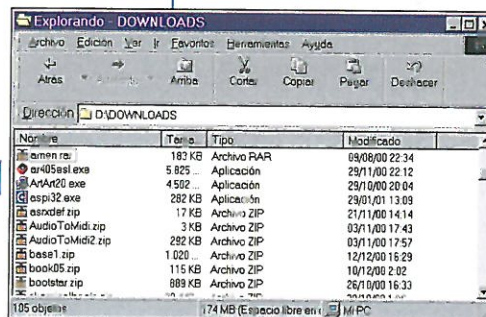 Explorando - DOWNLOADS
Archivo Edición Ver Ir Favoritos Herramientas Ayuda
Atrás Arriba Cortar Copiar Pegar Deshacer
Dirección D:\DOWNLOADS
Nombre Tama... Tipo Modificado
amen.rar 183 KB Archivo RAR 09/08/00 22:34
ar405esl.exe 5.825 ... Aplicación 29/11/00 22:12
ArtArt20.exe 4.502 ... Aplicación 29/10/00 20:04
aspi32.exe 282 KB Aplicación 29/01/01 13:09
asxdef.zip 17 KB Archivo ZIP 21/11/00 14:14
AudioToMidi.zip 3 KB Archivo ZIP 03/11/00 17:43
AudioToMidi2.zip 292 KB Archivo ZIP 03/11/00 17:57
base1.zip 1.020 ... Archivo ZIP 12/12/00 16:29
book05.zip 115 KB Archivo ZIP 10/12/00 2:02
bootstar.zip 889 KB Archivo ZIP 26/10/00 16:33
105 objetos 174 MB (Espacio libre en Mi PC